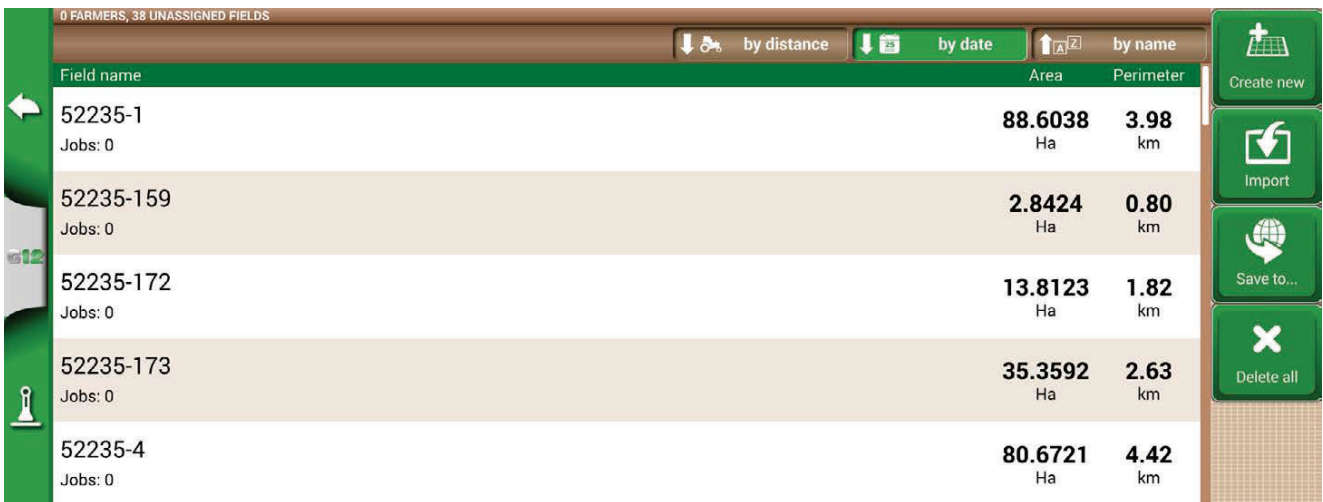 0 FARMERS, 38 UNASSIGNED FIELDS
by distance
25
by date
A Z
by name
Field name
Area
Perimeter
52235-1
Jobs: 0
88.6038
Ha
3.98
km
52235-159
Jobs: 0
2.8424
Ha
0.80
km
52235-172
Jobs: 0
13.8123
Ha
1.82
km
52235-173
Jobs: 0
35.3592
Ha
2.63
km
52235-4
Jobs: 0
80.6721
Ha
4.42
km
12
Create new
Import
Save to...
Delete all